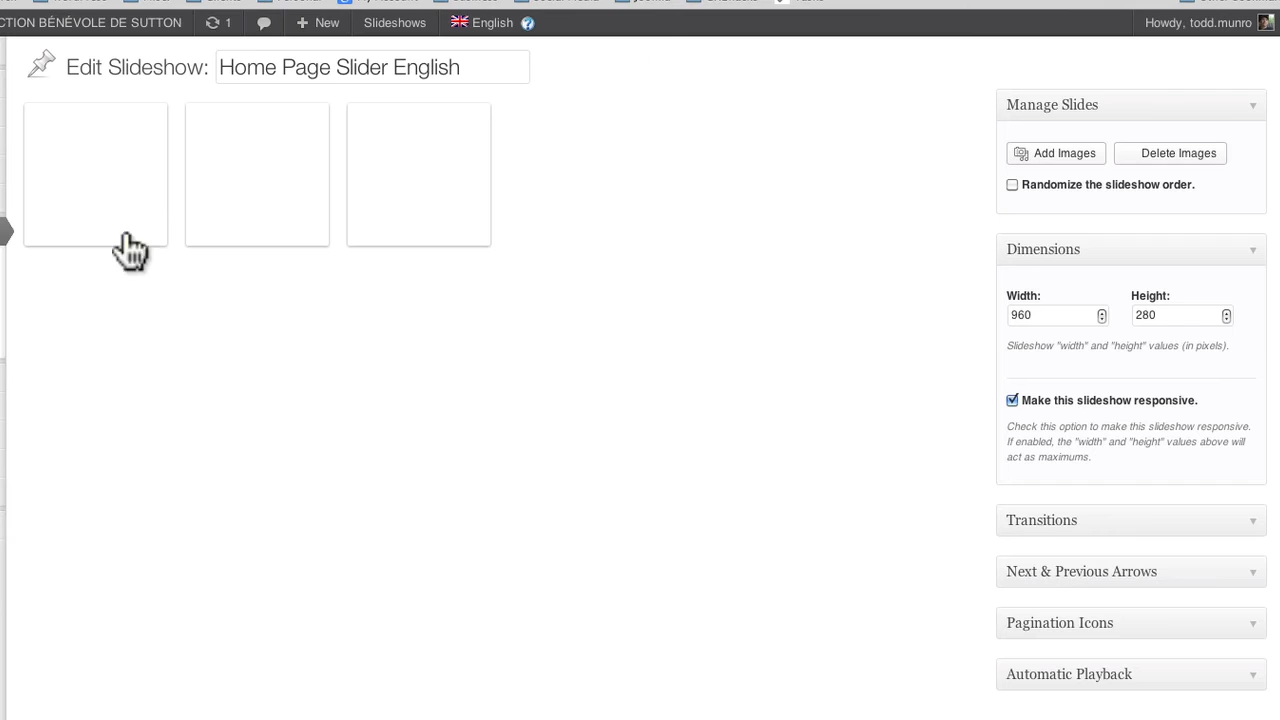 CTION BÉNÉVOLE DE SUTTON 1 New Slideshows English Howdy, todd.munro
Edit Slideshow: Home Page Slider English
Manage Slides
Add Images Delete Images
Randomize the slideshow order.
Dimensions
Width: Height:
960 280
Slideshow "width" and "height" values (in pixels).
Make this slideshow responsive.
Check this option to make this slideshow responsive.
If enabled, the "width" and "height" values above will
act as maximums.
Transitions
Next & Previous Arrows
Pagination Icons
Automatic Playback